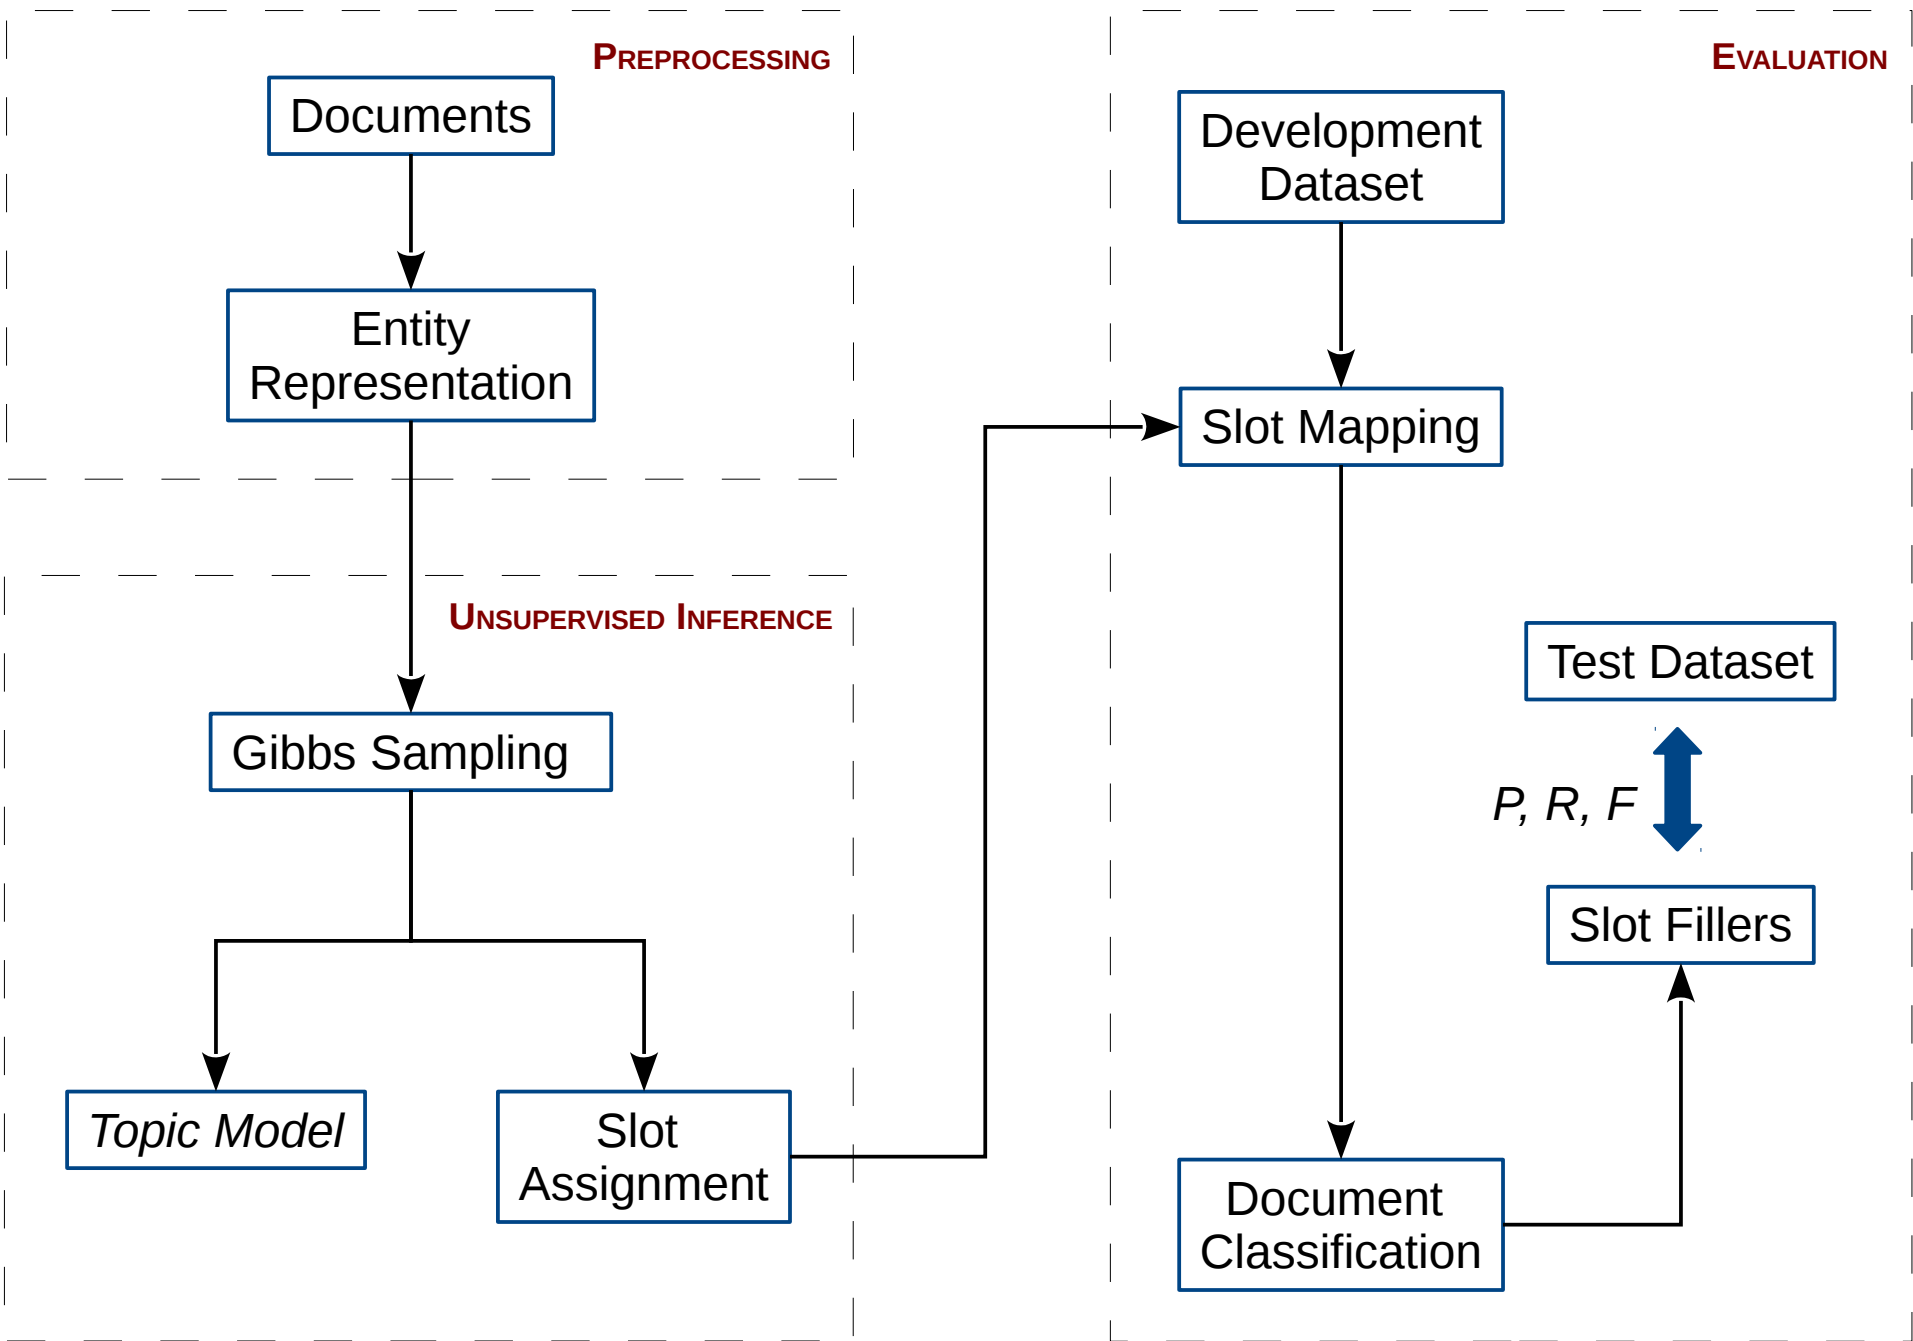 PREPROCESSING
Documents
Entity
Representation
UNSUPERVISED INFERENCE
Gibbs Sampling
Topic Model
Slot
Assignment
EVALUATION
Development
Dataset
Slot Mapping
Test Dataset
P, R, F
Slot Fillers
Document
Classification